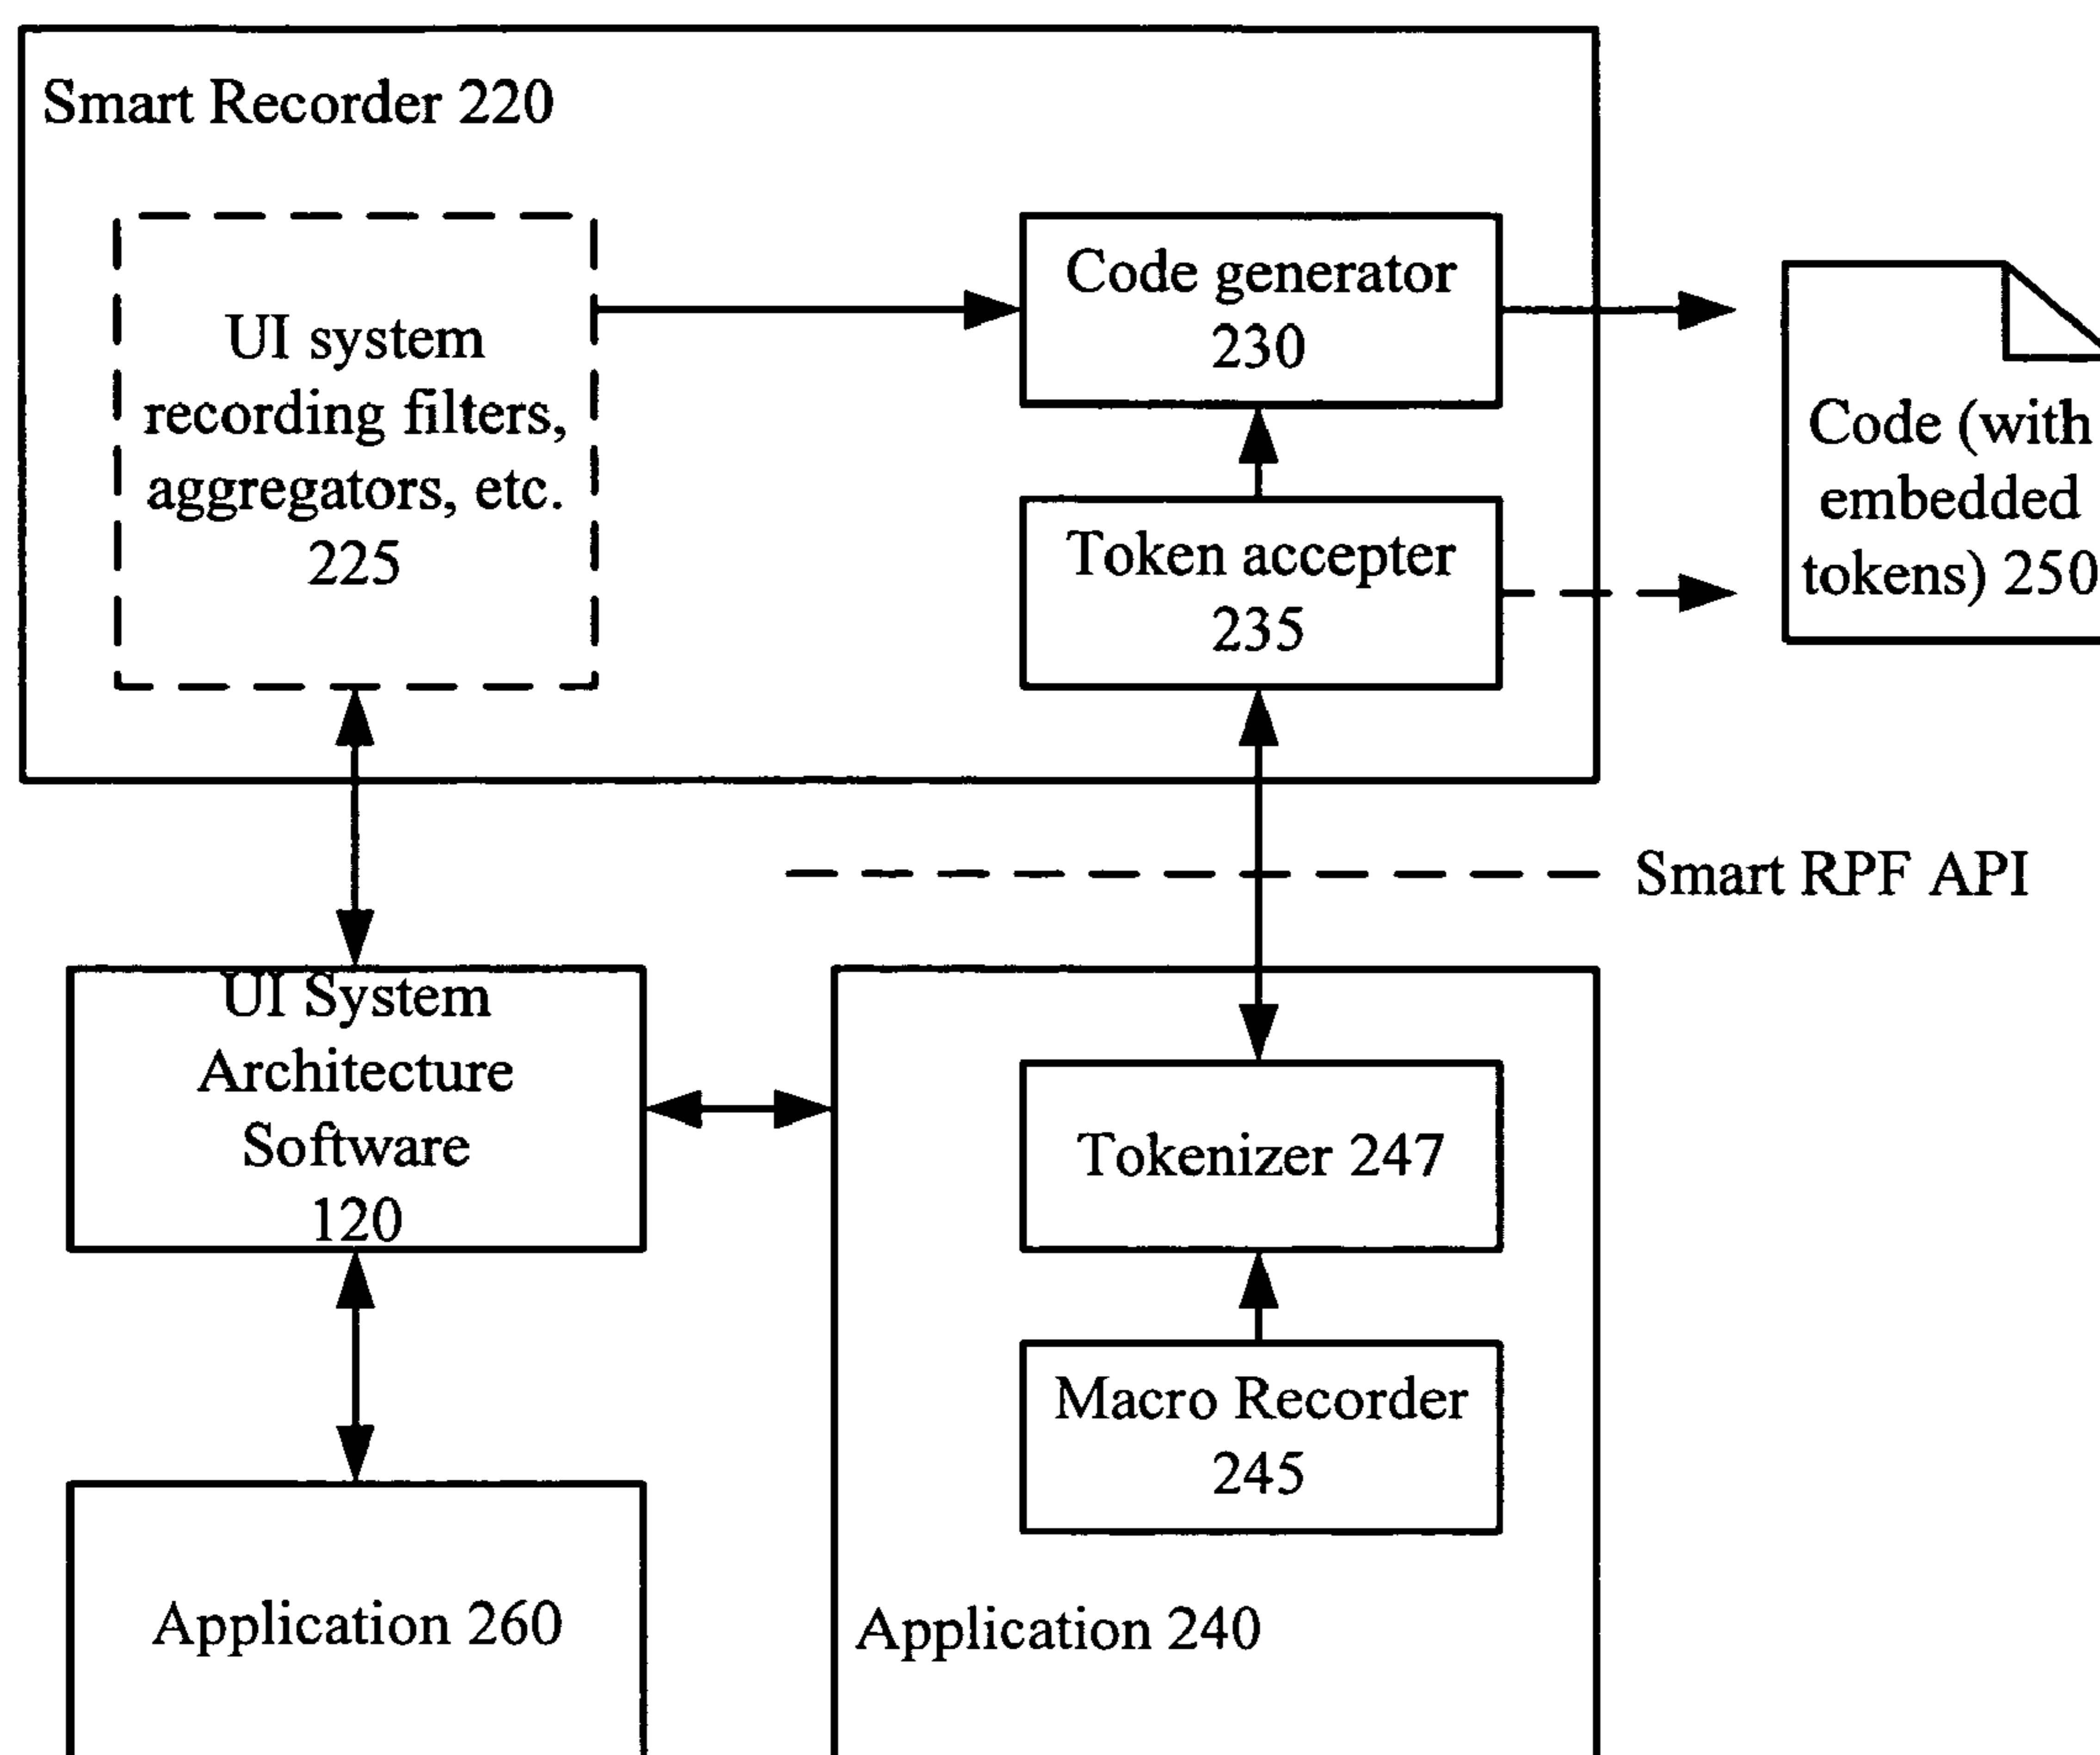 Smart Recorder 220
UI system
recording filters,
aggregators, etc.
225
Code generator
230
Token accepter
235
Code (with
embedded
tokens) 250
Smart RPF API
UI System
Architecture
Software
120
Tokenizer 247
Macro Recorder
245
Application 260
Application 240